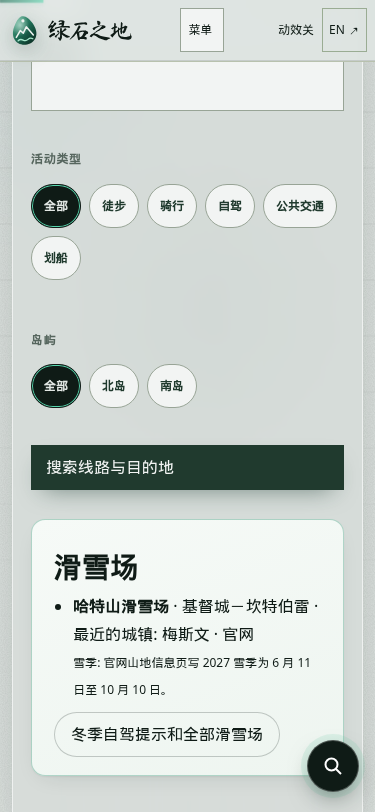 绿石之地
菜单
动效关
EN ↗
活动类型
全部
徒步
骑行
自驾
公共交通
划船
岛屿
全部
北岛
南岛
搜索线路与目的地
滑雪场
• 哈特山滑雪场 · 基督城－坎特伯雷 ·
最近的城镇: 梅斯文 · 官网
雪季: 官网山地信息页写 2027 雪季为 6 月 11
日至 10 月 10 日。
冬季自驾提示和全部滑雪场